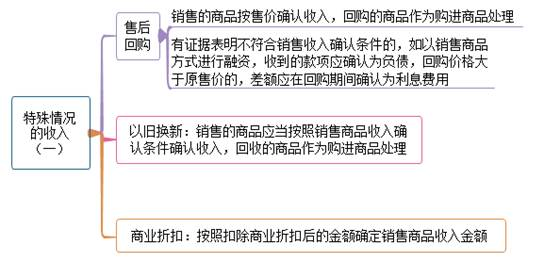 特殊情况
的收入
（一）
售后
回购
销售的商品按售价确认收入，回购的商品作为购进商品处理
有证据表明不符合销售收入确认条件的，如以销售商品
方式进行融资，收到的款项应确认为负债，回购价格大
于原售价的，差额应在回购期间确认为利息费用
以旧换新：销售的商品应当按照销售商品收入确
认条件确认收入，回收的商品作为购进商品处理
商业折扣：按照扣除商业折扣后的金额确定销售商品收入金额